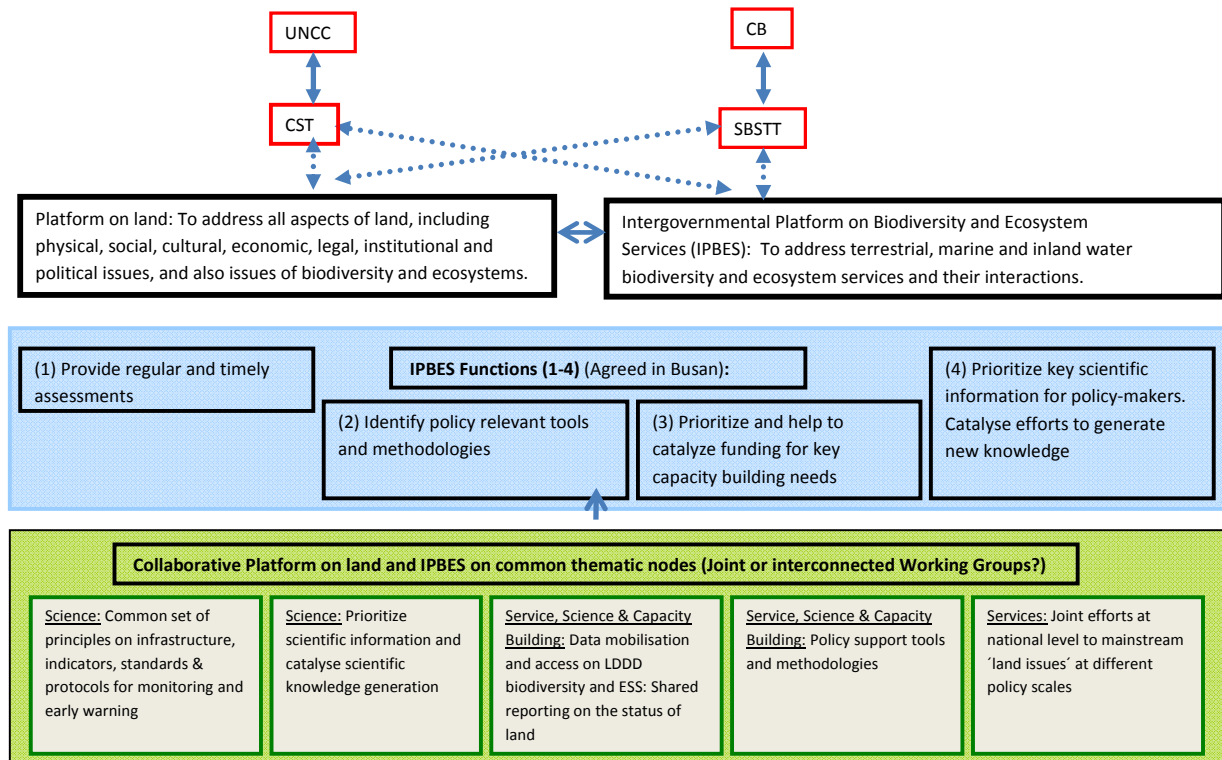 UNCC
CB
CST
SBSTT
Platform on land: To address all aspects of land, including
physical, social, cultural, economic, legal, institutional and
political issues, and also issues of biodiversity and ecosystems.
Intergovernmental Platform on Biodiversity and Ecosystem
Services (IPBES): To address terrestrial, marine and inland water
biodiversity and ecosystem services and their interactions.
(1) Provide regular and timely
assessments
IPBES Functions (1-4) (Agreed in Busan):
(2) Identify policy relevant tools
and methodologies
(3) Prioritize and help to
catalyze funding for key
capacity building needs
(4) Prioritize key scientific
information for policy-makers.
Catalyse efforts to generate
new knowledge
Collaborative Platform on land and IPBES on common thematic nodes (Joint or interconnected Working Groups?)
Science: Common set of
principles on infrastructure,
indicators, standards &
protocols for monitoring and
early warning
Science: Prioritize
scientific information and
catalyse scientific
knowledge generation
Service, Science & Capacity
Building: Data mobilisation
and access on LDDD
biodiversity and ESS: Shared
reporting on the status of
land
Service, Science & Capacity
Building: Policy support tools
and methodologies
Services: Joint efforts at
national level to mainstream
´land issues´ at different
policy scales